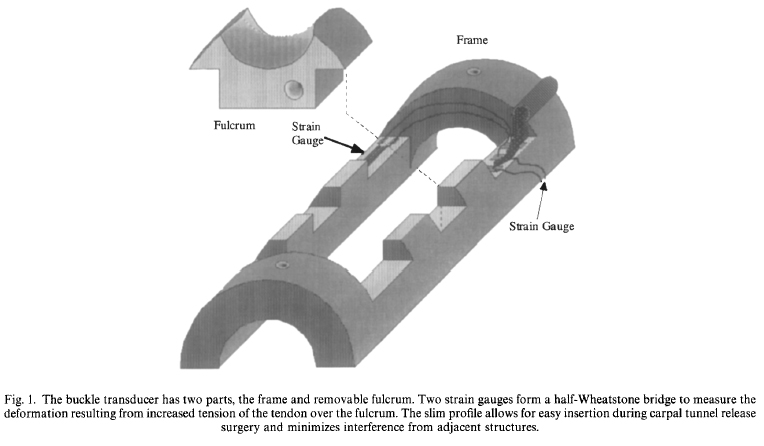 Frame
Fulcrum
Strain
Gauge
Strain Gauge
Fig. 1. The buckle transducer has two parts, the frame and removable fulcrum. Two strain gauges form a half-Wheatstone bridge to measure the
deformation resulting from increased tension of the tendon over the fulcrum. The slim profile allows for easy insertion during carpal tunnel release
surgery and minimizes interference from adjacent structures.